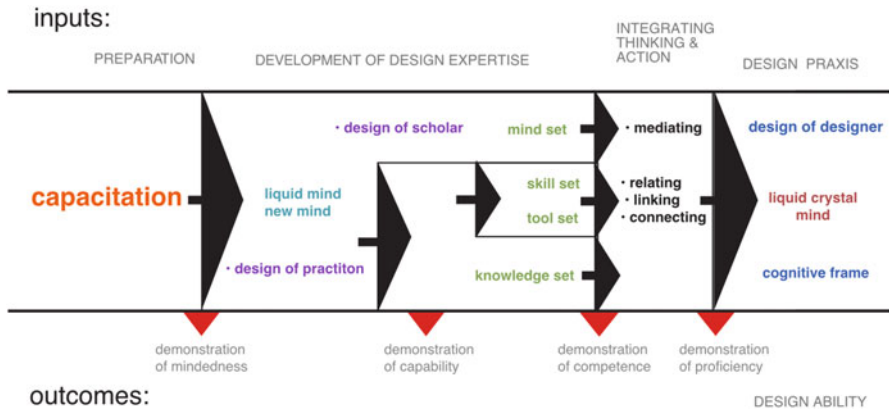 inputs:
PREPARATION
DEVELOPMENT OF DESIGN EXPERTISE
INTEGRATING
THINKING &
ACTION
DESIGN PRAXIS
• design of scholar
mind set
• mediating
design of designer
capacitation
liquid mind
new mind
skill set
tool set
• relating
• linking
• connecting
liquid crystal
mind
• design of practiton
knowledge set
cognitive frame
demonstration
of mindedness
demonstration
of capability
demonstration
of competence
demonstration
of proficiency
outcomes:
DESIGN ABILITY